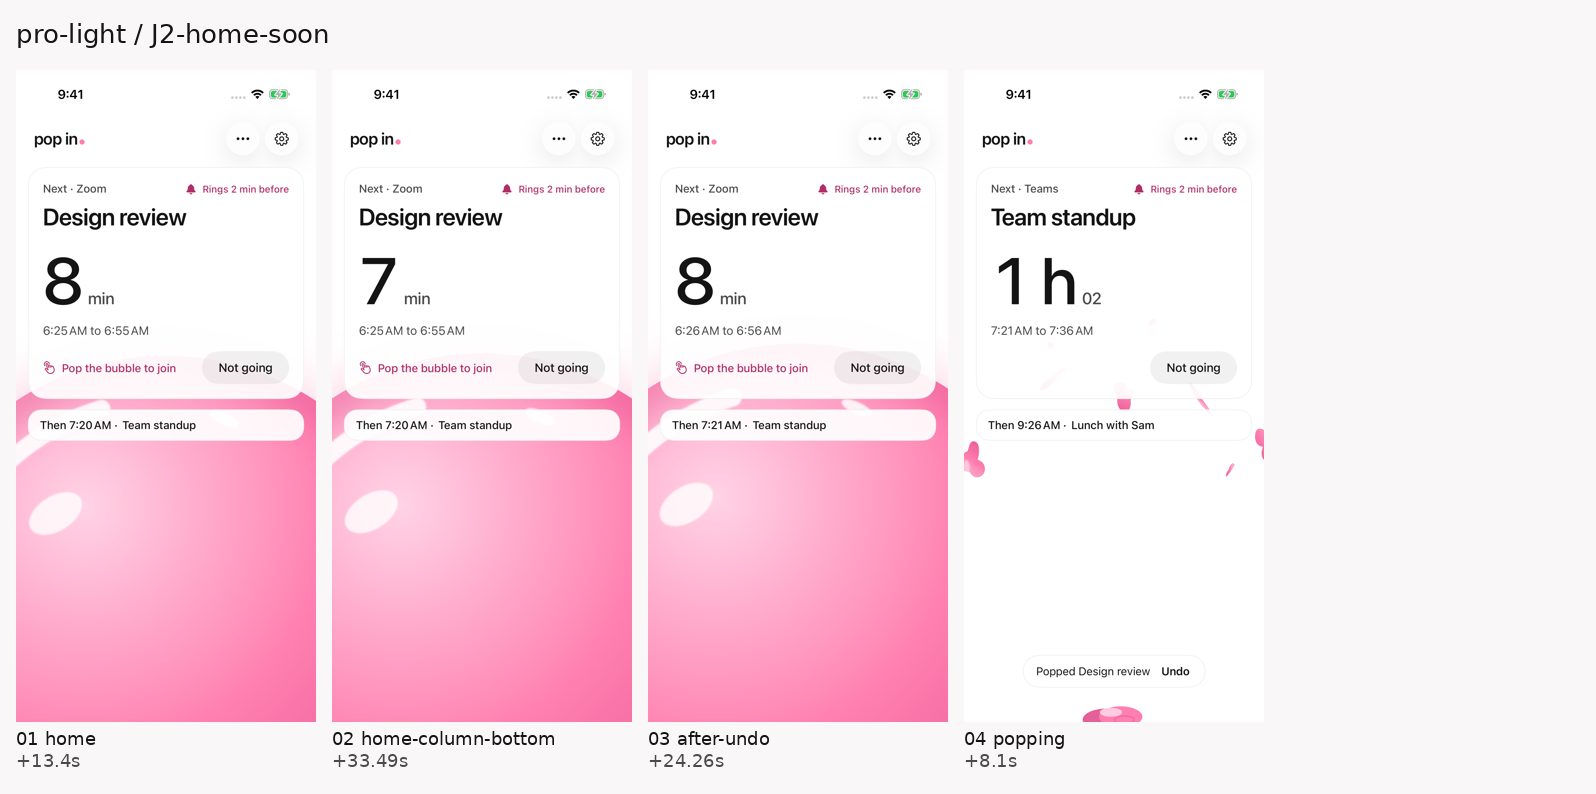 pro-light / J2-home-soon
9:41
pop in.
Next · Zoom
Rings 2 min before
Design review
8 min
6:25 AM to 6:55 AM
Pop the bubble to join
Not going
Then 7:20 AM · Team standup
01 home
+13.4s
9:41
pop in.
Next · Zoom
Rings 2 min before
Design review
7 min
6:25 AM to 6:55 AM
Pop the bubble to join
Not going
Then 7:20 AM · Team standup
02 home-column-bottom
+33.49s
9:41
pop in.
Next · Zoom
Rings 2 min before
Design review
8 min
6:26 AM to 6:56 AM
Pop the bubble to join
Not going
Then 7:21 AM · Team standup
03 after-undo
+24.26s
9:41
pop in.
Next · Teams
Rings 2 min before
Team standup
1 h 02
7:21 AM to 7:36 AM
Not going
Then 9:26 AM · Lunch with Sam
Popped Design review Undo
04 popping
+8.1s